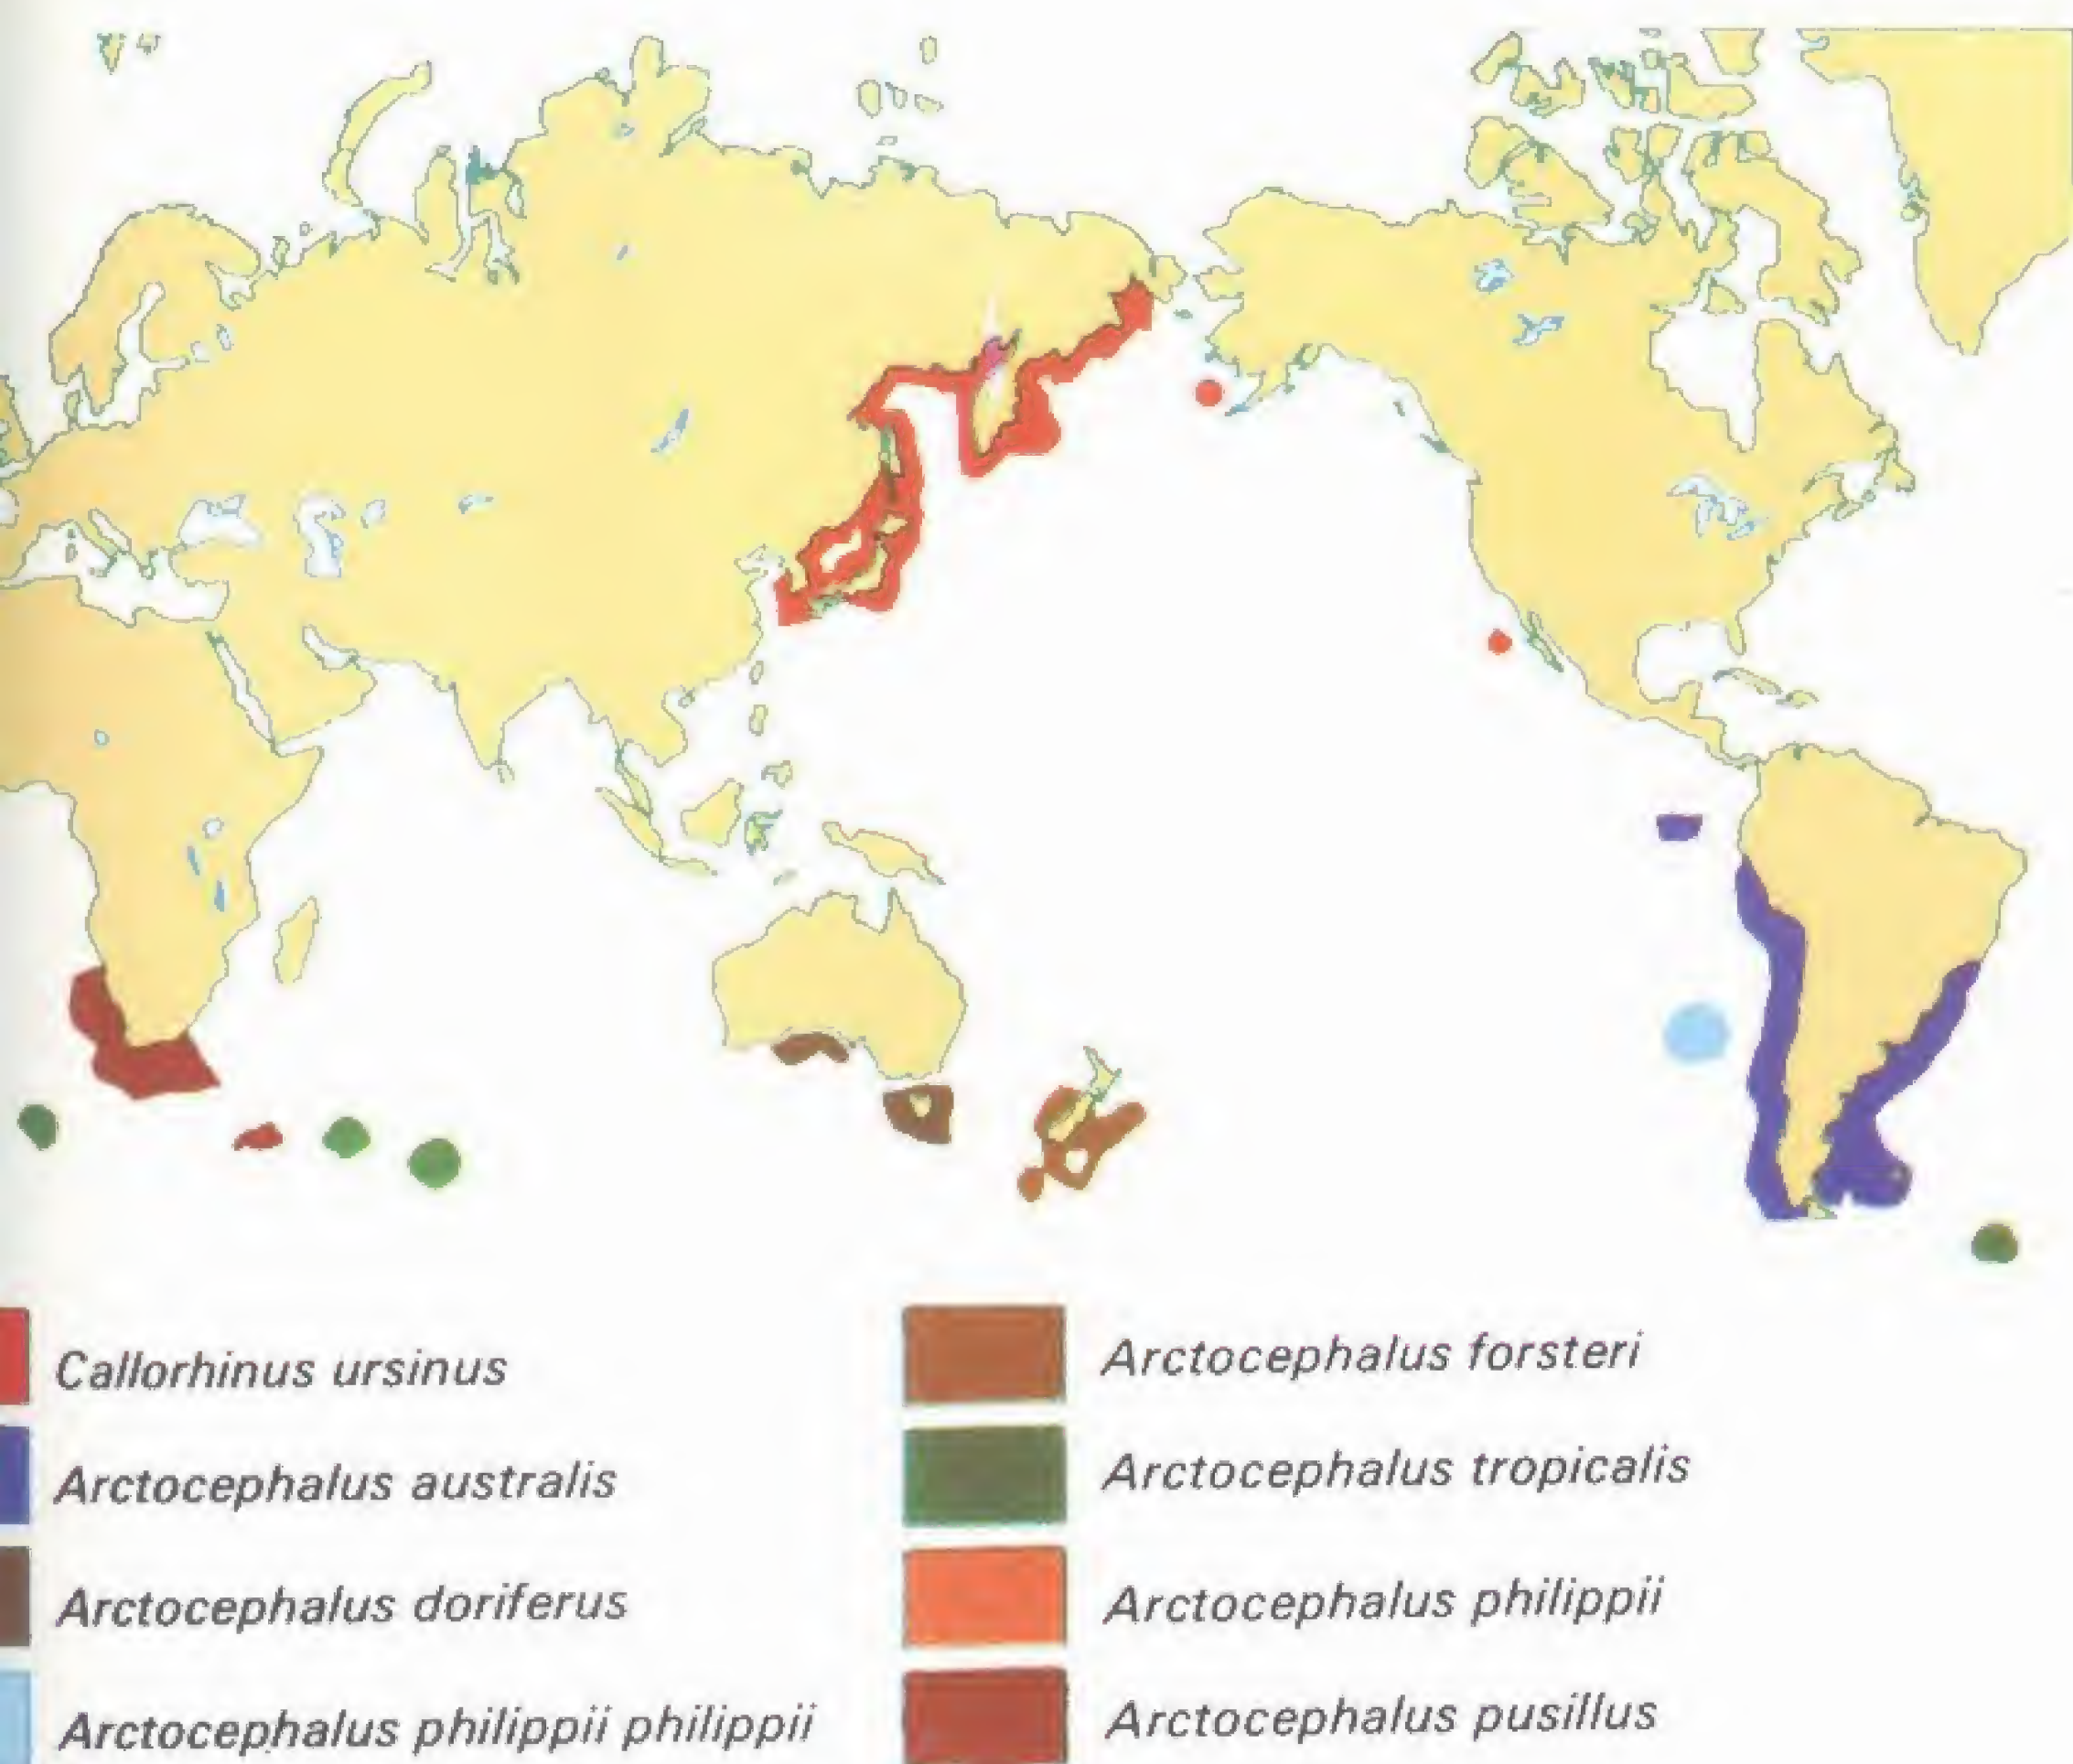 Callorhinus ursinus
Arctocephalus australis
Arctocephalus doriferus
Arctocephalus philippii philippii
Arctocephalus forsteri
Arctocephalus tropicalis
Arctocephalus philippii
Arctocephalus pusillus